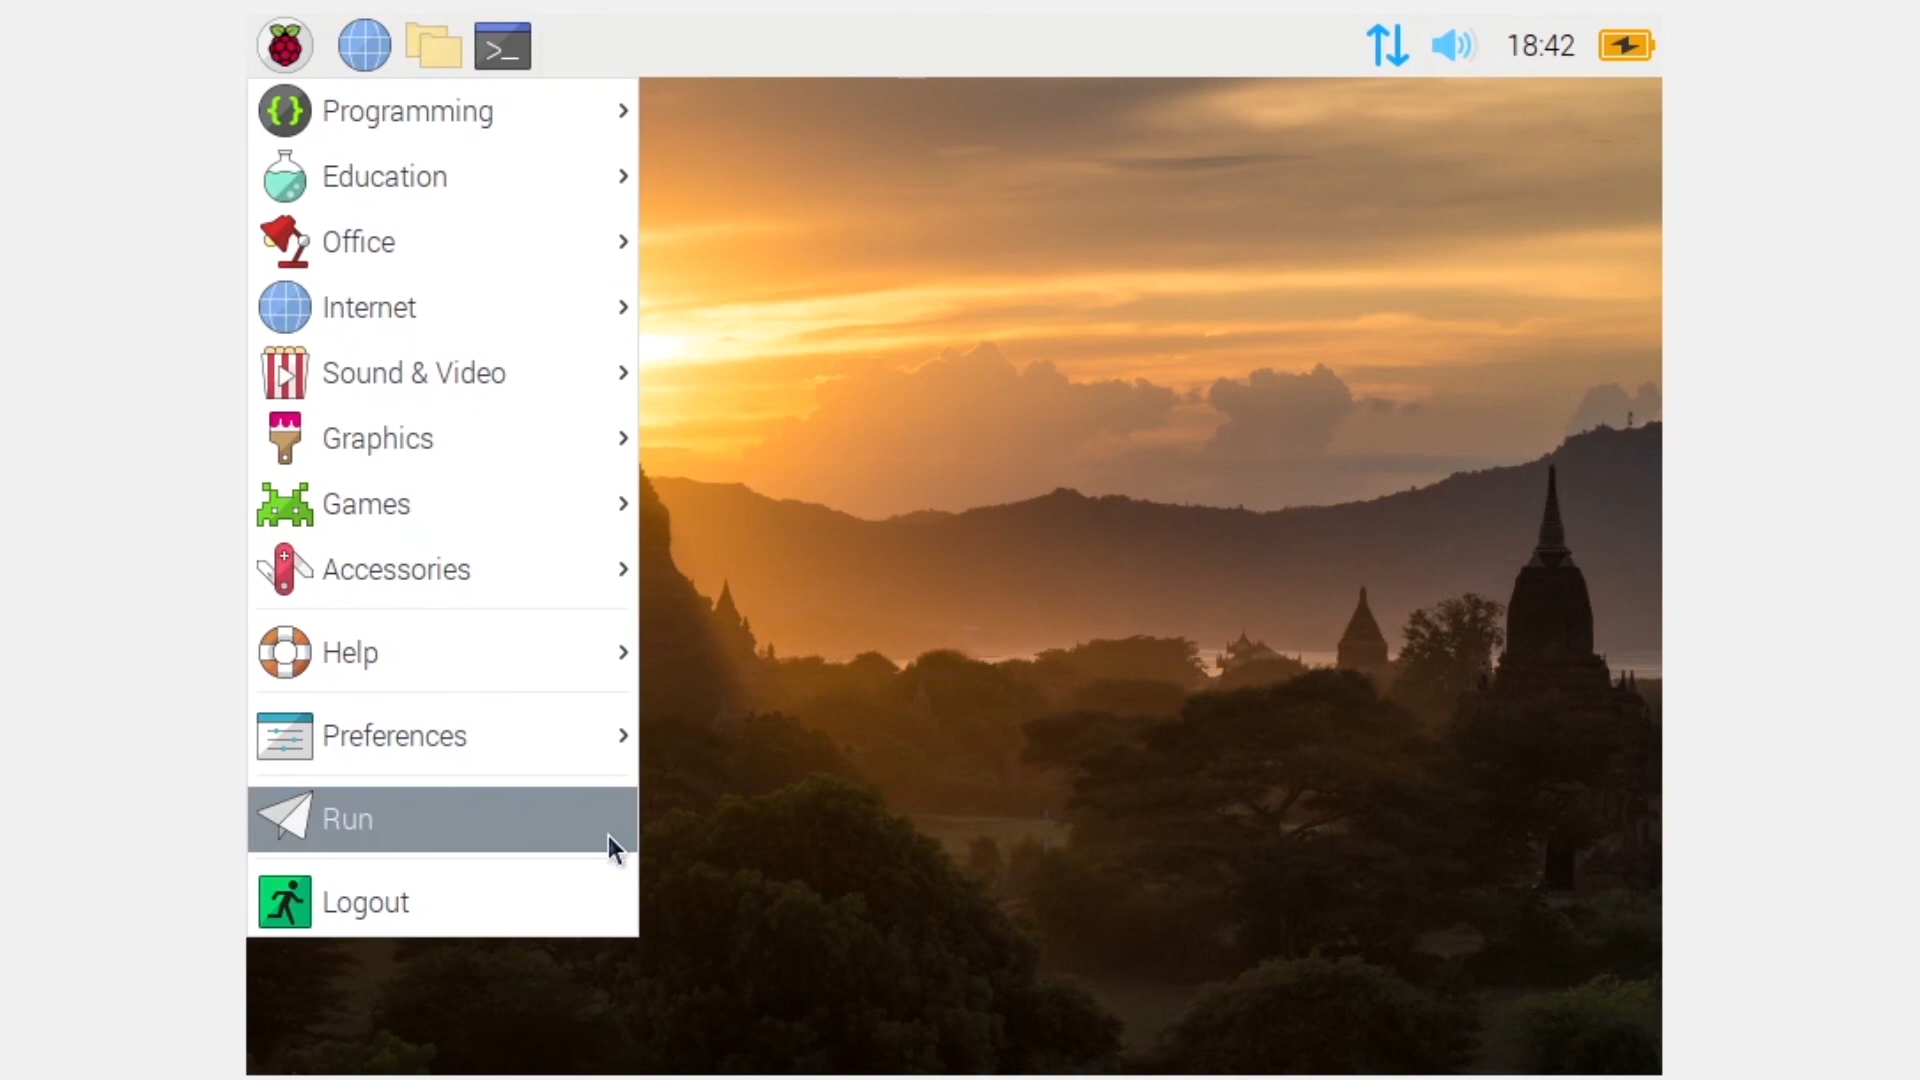 >_
18:42
Programming
Education
Office
Internet
Sound & Video
Graphics
Games
Accessories
Help
Preferences
Run
Logout